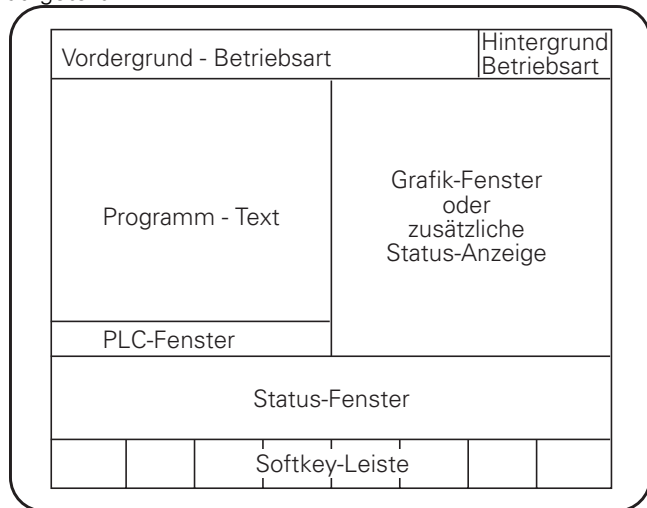 Vordergrund - Betriebsart
Hintergrund
Betriebsart
Programm - Text
Grafik-Fenster
oder
zusätzliche
Status-Anzeige
PLC-Fenster
Status-Fenster
Softkey-Leiste